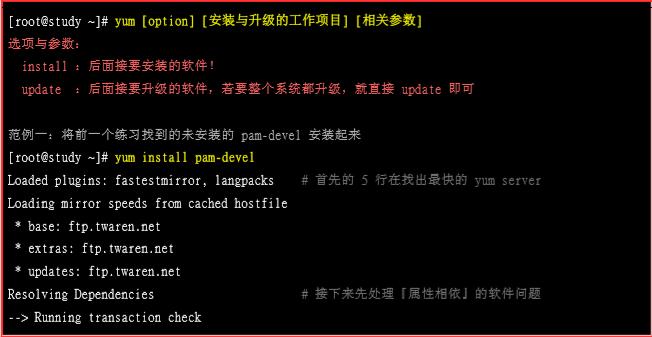 [root@study ~]# yum [option] [安装与升级的工作项目] [相关参数]
选项与参数：
install ：后面接要安装的软件！
update ：后面接要升级的软件，若要整个系统都升级，就直接 update 即可
范例一：将前一个练习找到的未安装的 pam-devel 安装起来
[root@study ~]# yum install pam-devel
Loaded plugins: fastestmirror, langpacks # 首先的 5 行在找出最快的 yum server
Loading mirror speeds from cached hostfile
* base: ftp.twaren.net
* extras: ftp.twaren.net
* updates: ftp.twaren.net
Resolving Dependencies # 接下来先处理『属性相依』的软件问题
--> Running transaction check